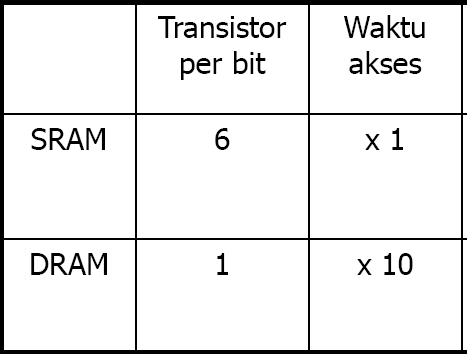 Transistor per bit
Waktu akses
SRAM 6 x 1
DRAM 1 x 10